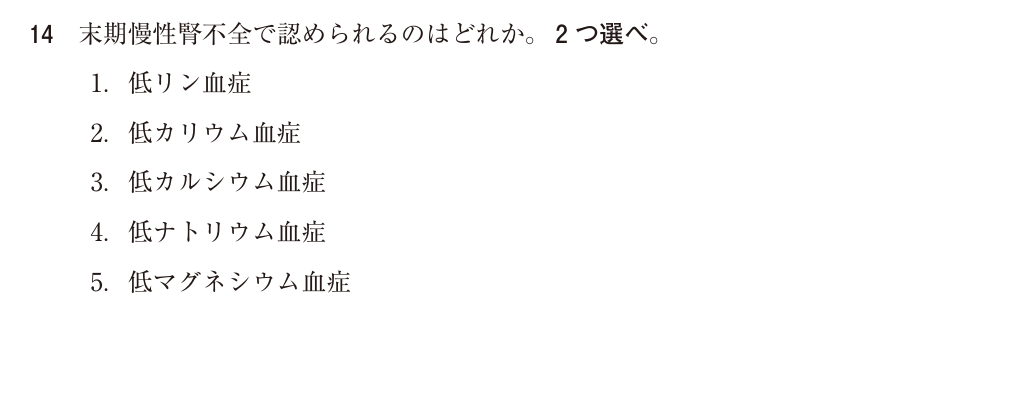 14 末期慢性腎不全で認められるのはどれか。2 つ選べ。
1. 低リン血症
2. 低カリウム血症
3. 低カルシウム血症
4. 低ナトリウム血症
5. 低マグネシウム血症